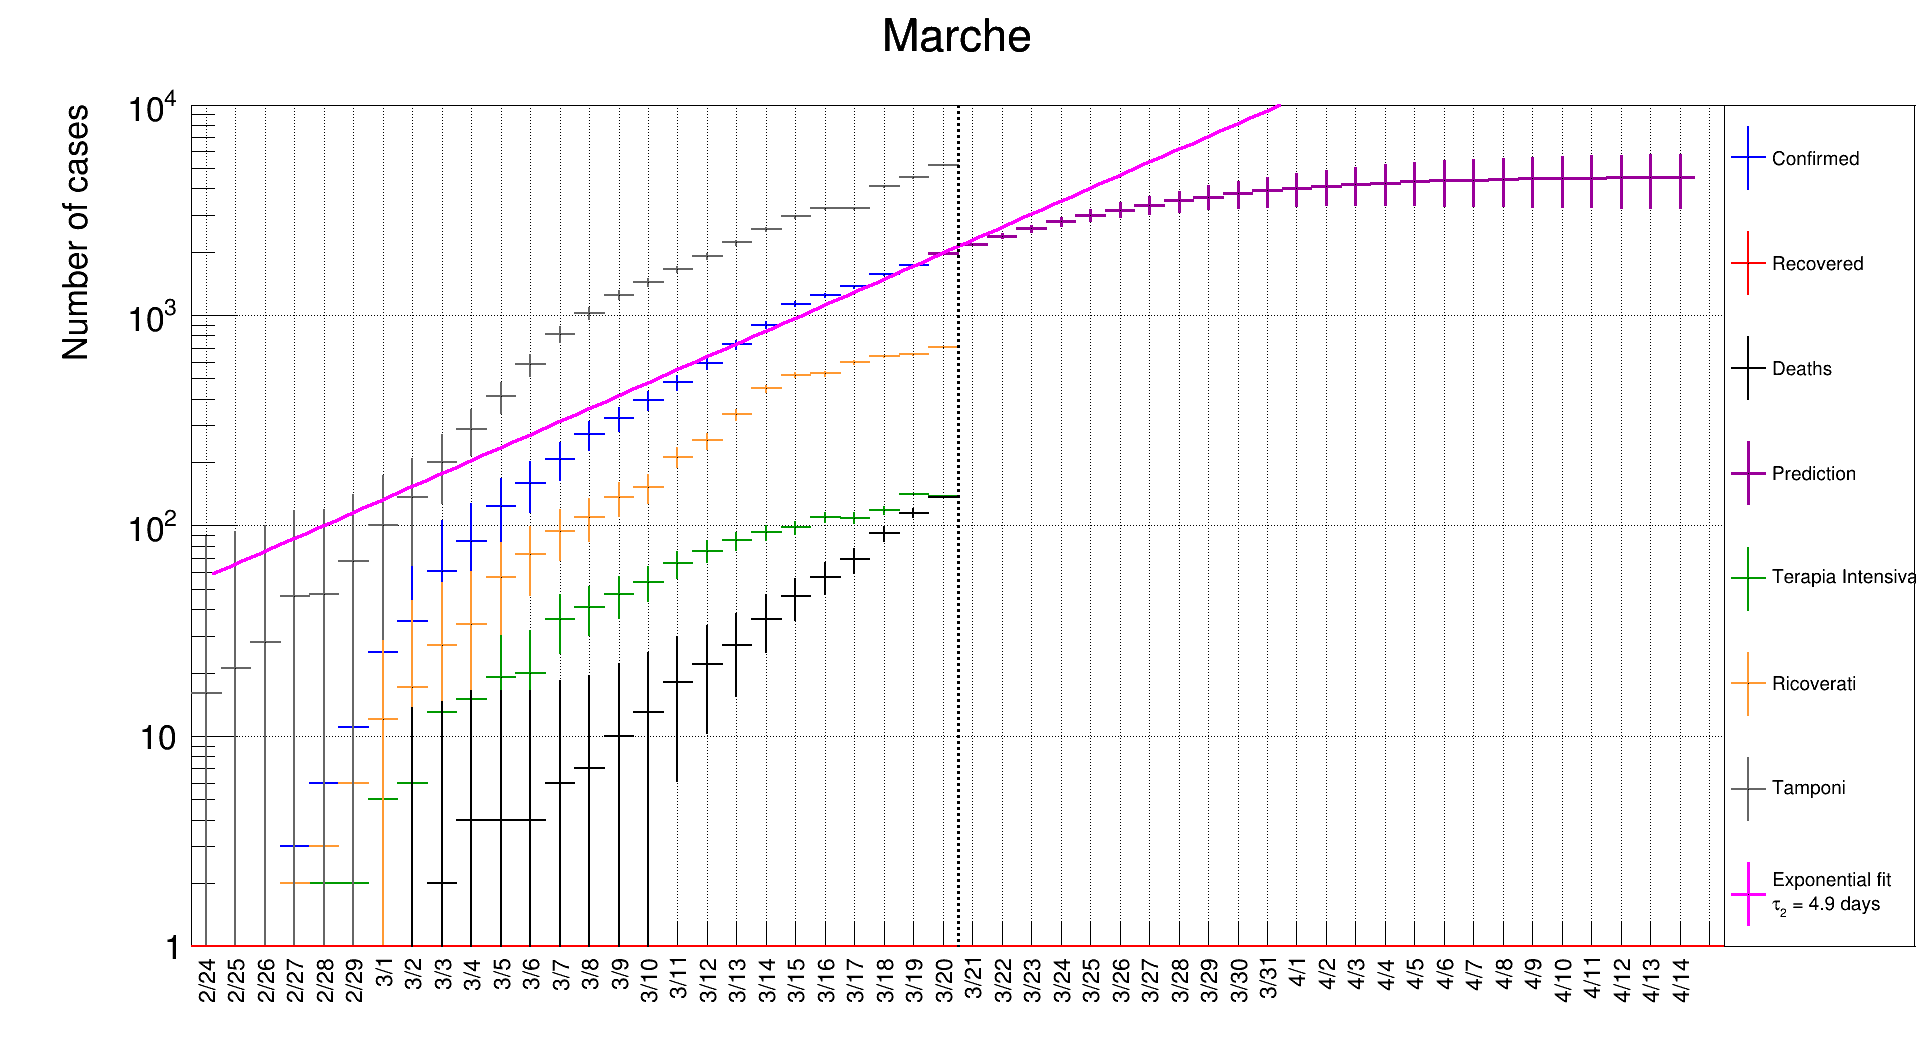 Marche
Number of cases
10^4
10^3
10^2
10
1
2/24 2/25 2/26 2/27 2/28 2/29 3/1 3/2 3/3 3/4 3/5 3/6 3/7 3/8 3/9 3/10 3/11 3/12 3/13 3/14 3/15 3/16 3/17 3/18 3/19 3/20 3/21 3/22 3/23 3/24 3/25 3/26 3/27 3/28 3/29 3/30 3/31 4/1 4/2 4/3 4/4 4/5 4/6 4/7 4/8 4/9 4/10 4/11 4/12 4/13 4/14
Confirmed
Recovered
Deaths
Prediction
Terapia Intensiva
Ricoverati
Tamponi
Exponential fit
τ₂ = 4.9 days